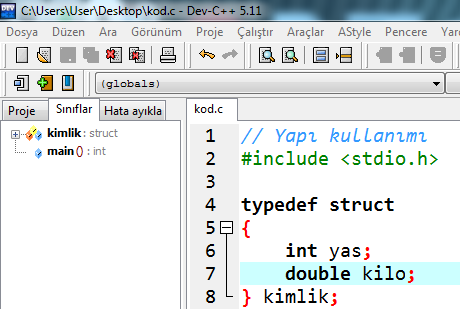 C:\Users\User\Desktop\kod.c - Dev-C++ 5.11
Dosya Düzen Ara Görünüm Proje Çalıştır Araçlar AStyle Pencere Yard
(globals)
Proje Sınıflar Hata ayıkla
kimlik : struct
main () : int
kod.c
1 // Yapı kullanımı
2 #include <stdio.h>
3
4 typedef struct
5 {
6 int yas;
7 double kilo;
8 } kimlik;